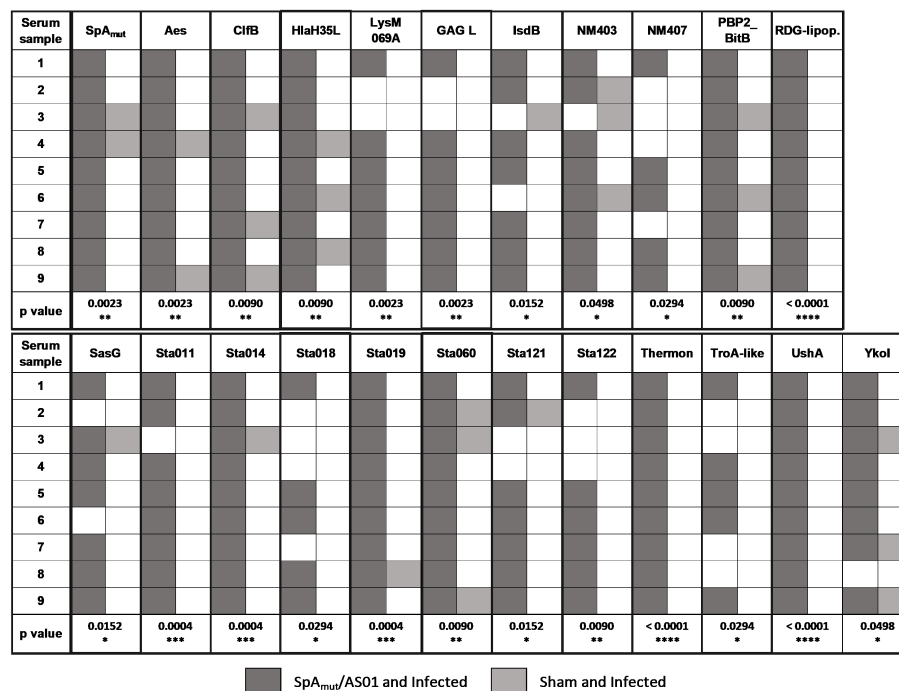 Serum sample SpAmut Aes ClfB HlaH35L LysM 069A GAG L IsdB NM403 NM407 PBP2_ BitB RDG-lipop.
1
2
3
4
5
6
7
8
9
p value 0.0023 0.0023 0.0090 0.0090 0.0023 0.0023 0.0152 0.0498 0.0294 0.0090 < 0.0001
** ** ** ** ** ** * * * ** ****
Serum sample SasG Sta011 Sta014 Sta018 Sta019 Sta060 Sta121 Sta122 Thermon TroA-like UshA YkoI
1
2
3
4
5
6
7
8
9
p value 0.0152 0.0004 0.0004 0.0294 0.0004 0.0090 0.0152 0.0090 < 0.0001 0.0294 < 0.0001 0.0498
* *** *** * *** ** * ** **** * **** *
SpAmut/AS01 and Infected Sham and Infected